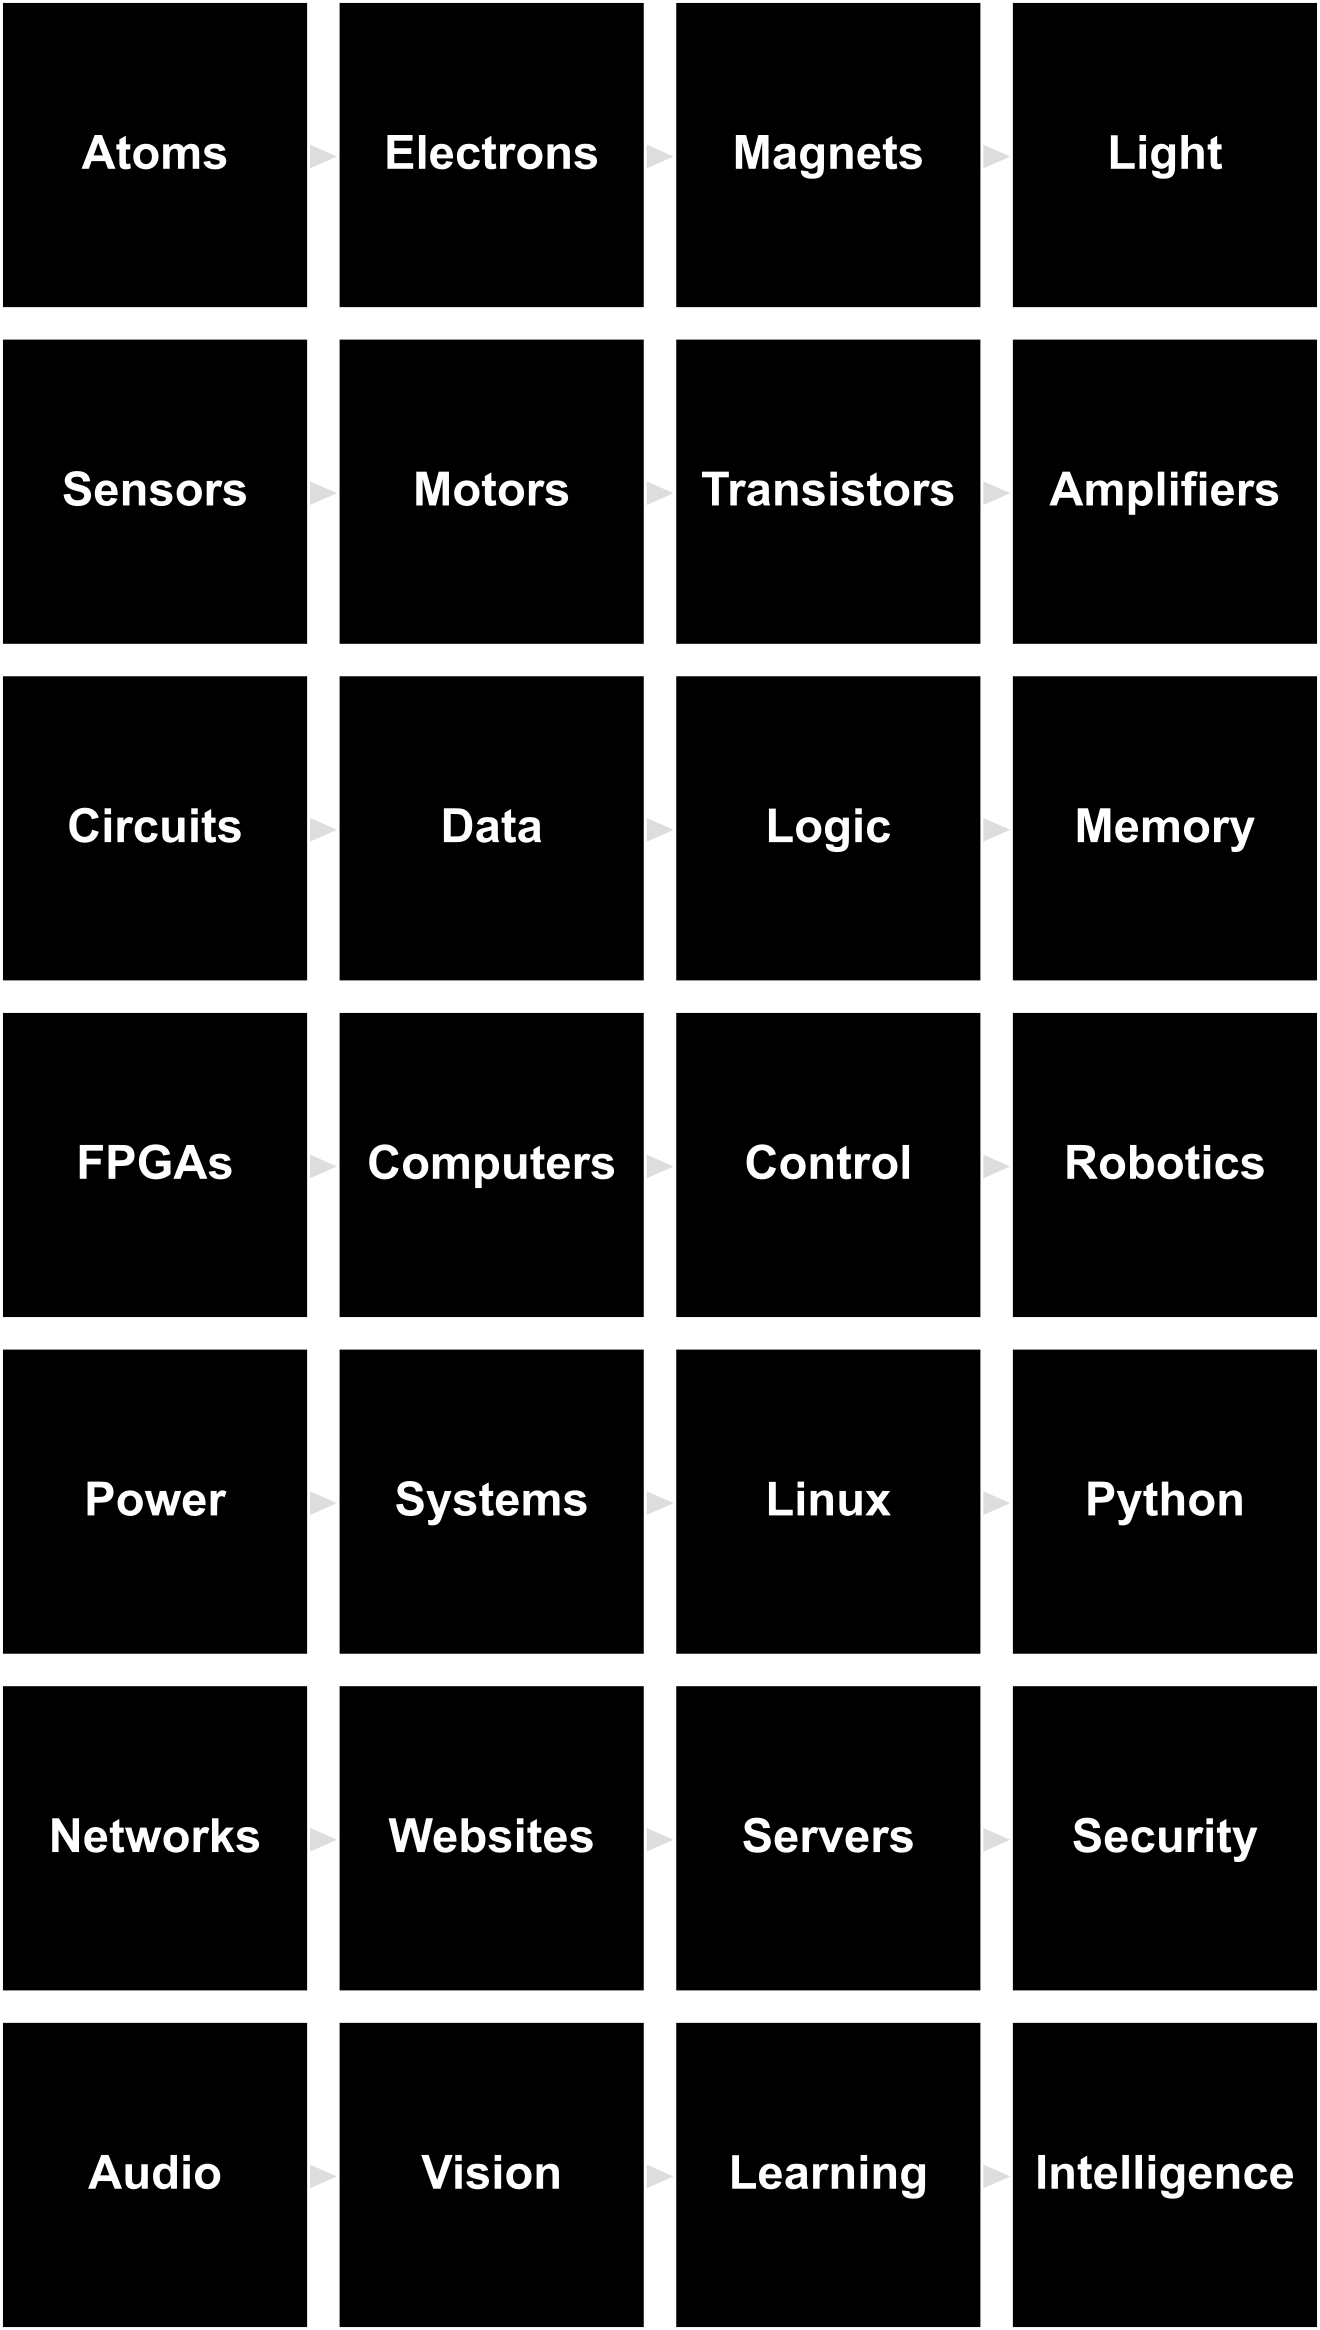 Atoms
Electrons
Magnets
Light
Sensors
Motors
Transistors
Amplifiers
Circuits
Data
Logic
Memory
FPGAs
Computers
Control
Robotics
Power
Systems
Linux
Python
Networks
Websites
Servers
Security
Audio
Vision
Learning
Intelligence